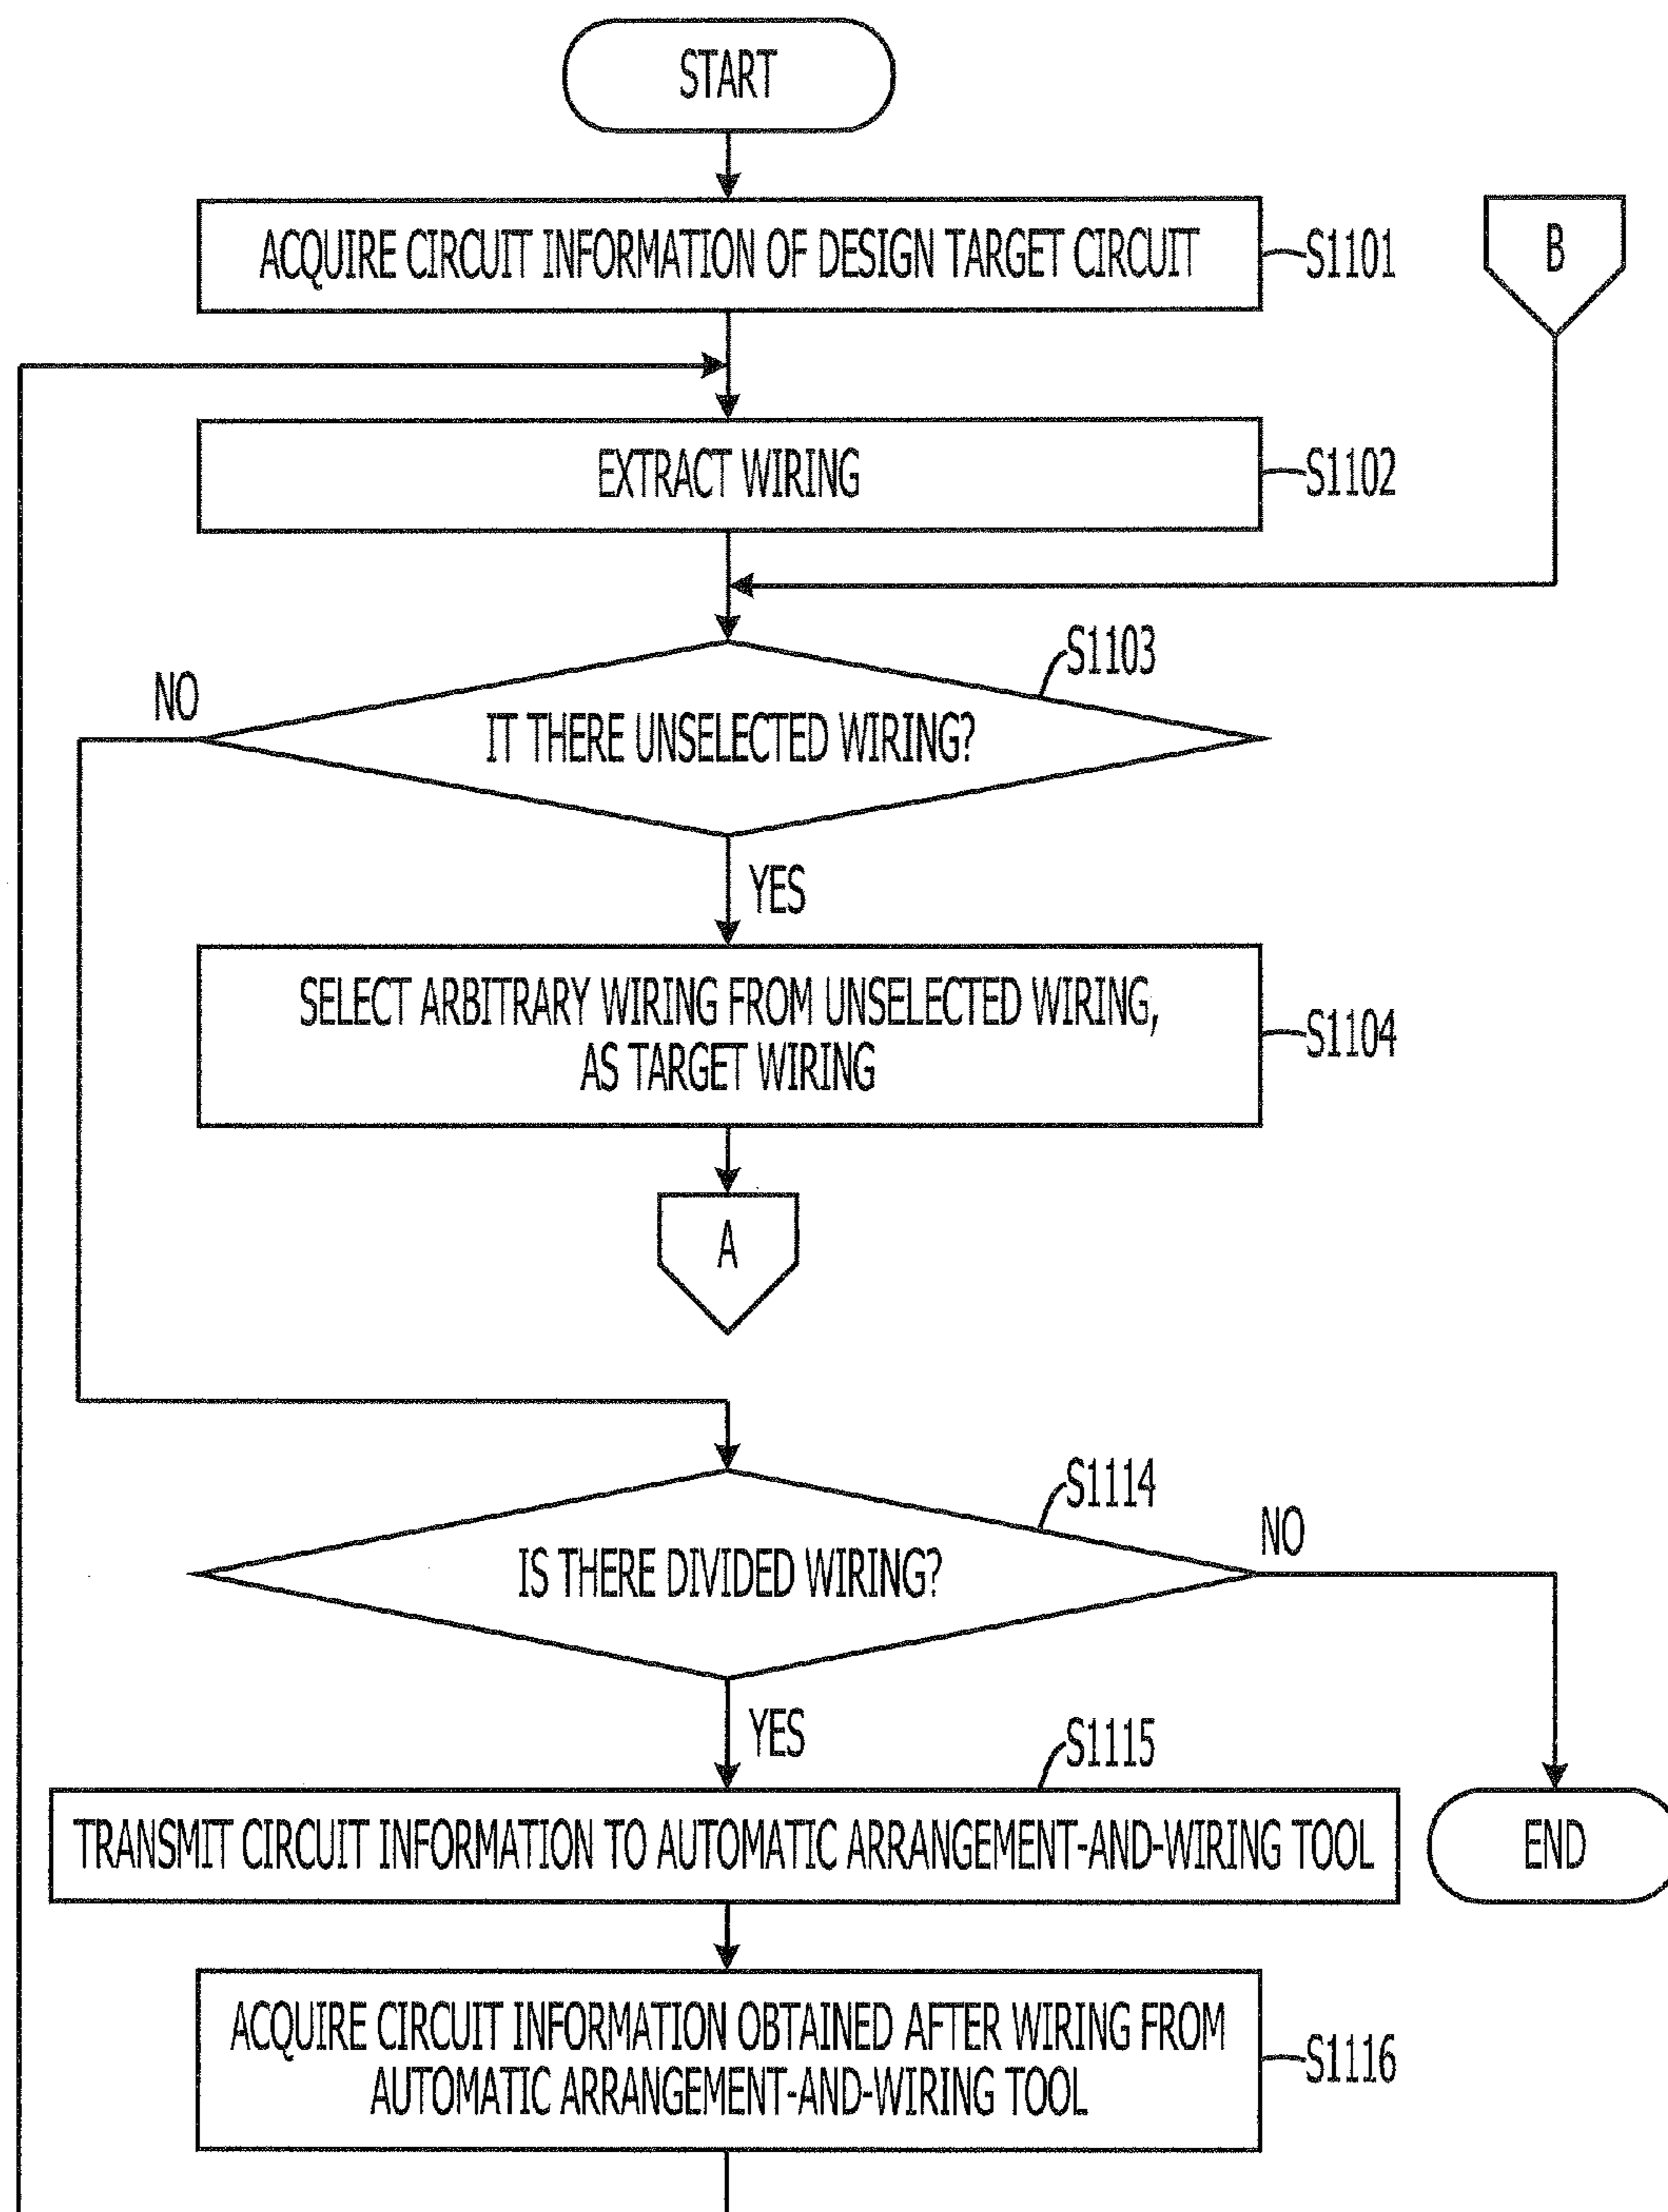 START
ACQUIRE CIRCUIT INFORMATION OF DESIGN TARGET CIRCUIT
S1101
B
EXTRACT WIRING
S1102
S1103
NO
IT THERE UNSELECTED WIRING?
YES
SELECT ARBITRARY WIRING FROM UNSELECTED WIRING,
AS TARGET WIRING
S1104
A
S1114
NO
IS THERE DIVIDED WIRING?
YES
S1115
TRANSMIT CIRCUIT INFORMATION TO AUTOMATIC ARRANGEMENT-AND-WIRING TOOL
END
ACQUIRE CIRCUIT INFORMATION OBTAINED AFTER WIRING FROM
AUTOMATIC ARRANGEMENT-AND-WIRING TOOL
S1116